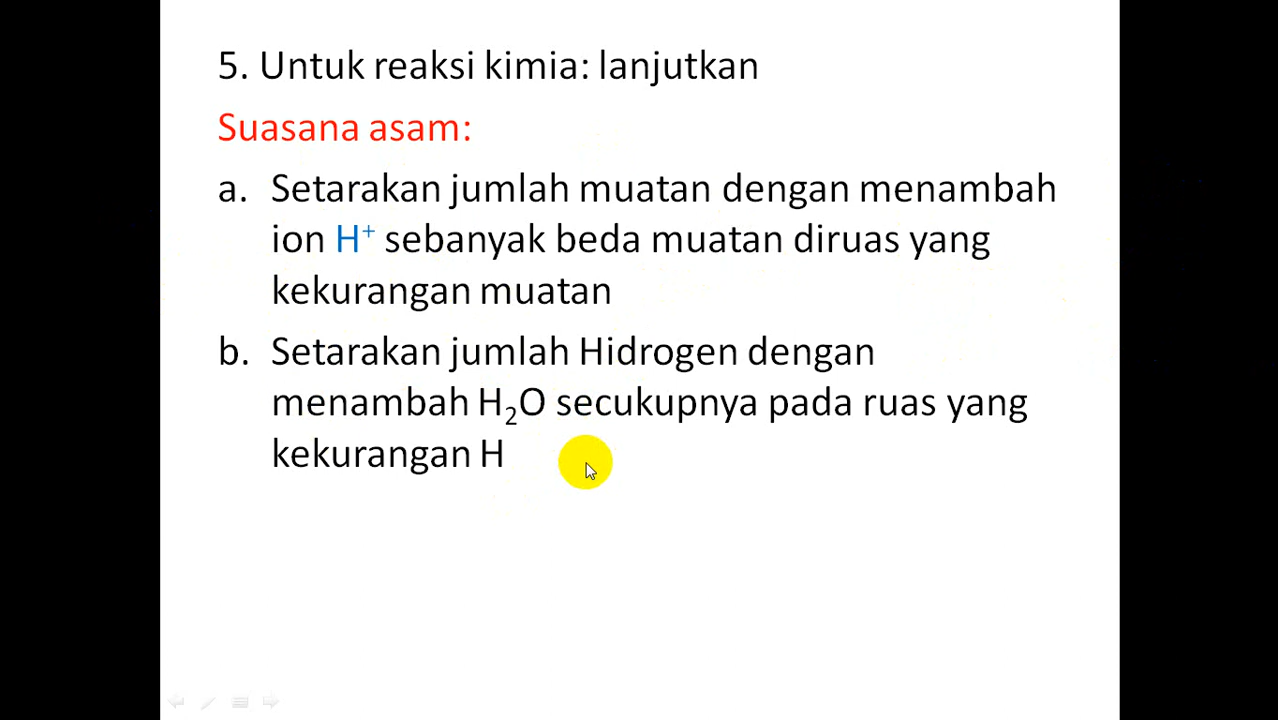 5. Untuk reaksi kimia: lanjutkan
Suasana asam:
a. Setarakan jumlah muatan dengan menambah
ion H⁺ sebanyak beda muatan diruas yang
kekurangan muatan
b. Setarakan jumlah Hidrogen dengan
menambah H₂O secukupnya pada ruas yang
kekurangan H